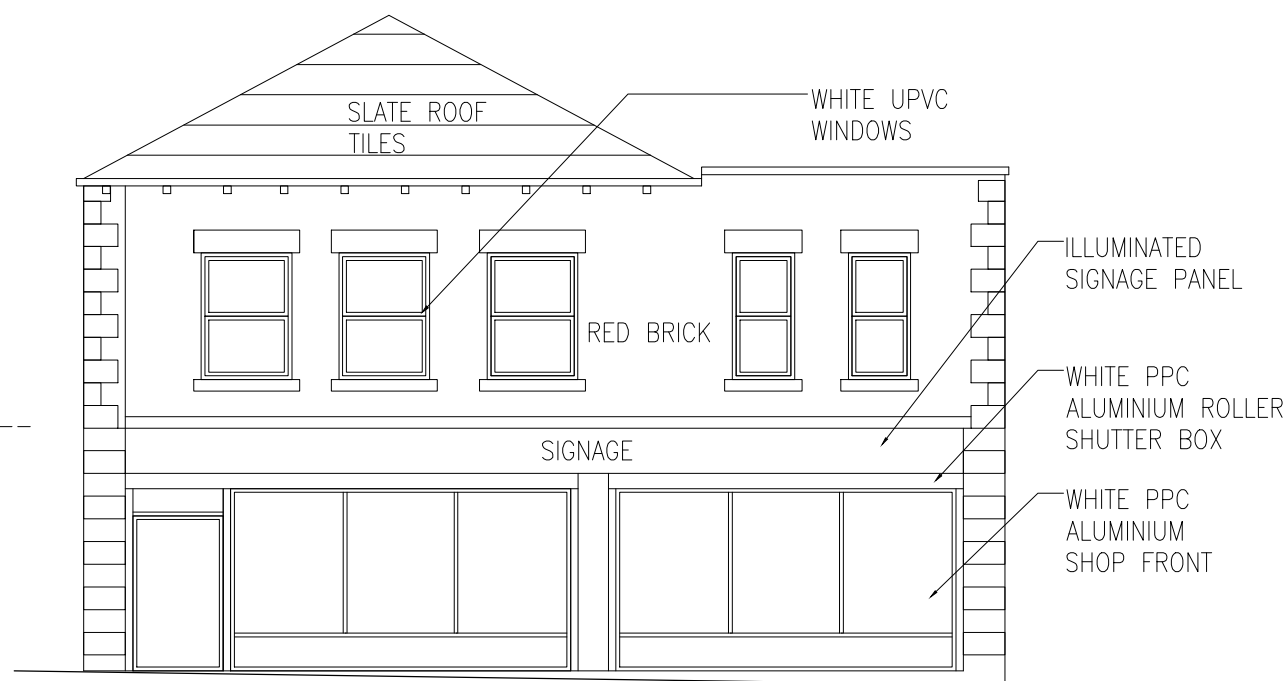 SLATE ROOF
TILES
WHITE UPVC
WINDOWS
ILLUMINATED
SIGNAGE PANEL
RED BRICK
WHITE PPC
ALUMINIUM ROLLER
SHUTTER BOX
SIGNAGE
WHITE PPC
ALUMINIUM
SHOP FRONT